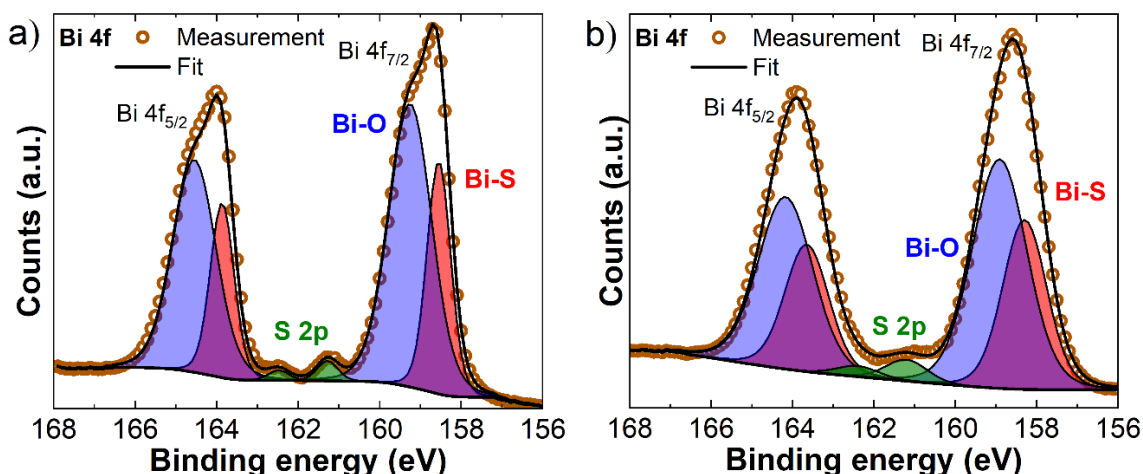 a)
Bi 4f Measurement
Fit
Bi 4f7/2
Bi 4f5/2
Bi-O
Bi-S
S 2p
Counts (a.u.)
168 166 164 162 160 158 156
Binding energy (eV)
b)
Bi 4f Measurement
Fit
Bi 4f7/2
Bi 4f5/2
Bi-S
Bi-O
S 2p
Counts (a.u.)
168 166 164 162 160 158 156
Binding energy (eV)